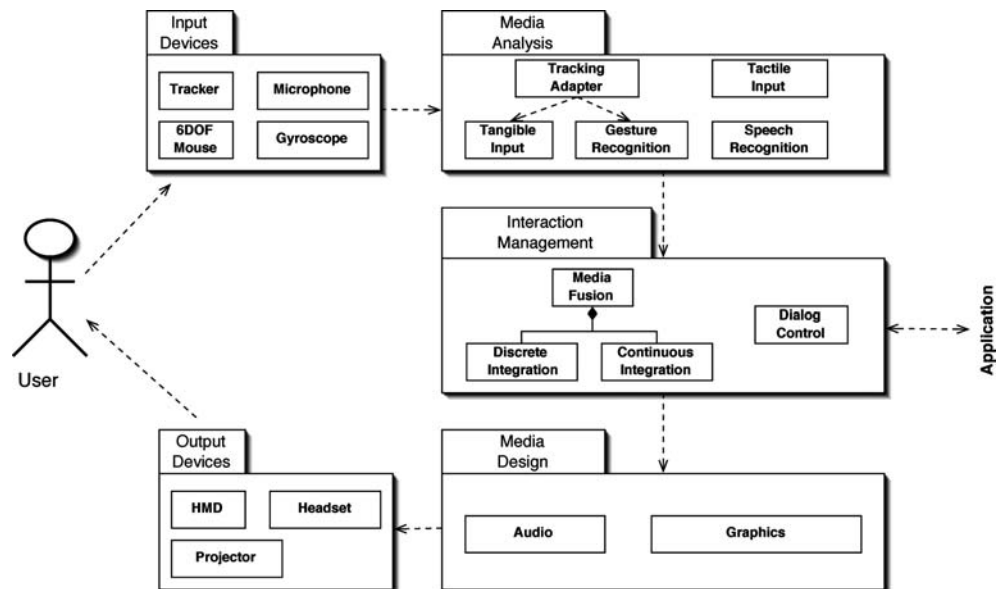 Input
Devices
Tracker
Microphone
6DOF
Mouse
Gyroscope
Media
Analysis
Tracking
Adapter
Tactile
Input
Tangible
Input
Gesture
Recognition
Speech
Recognition
Interaction
Management
Media
Fusion
Discrete
Integration
Continuous
Integration
Dialog
Control
Application
User
Output
Devices
HMD
Headset
Projector
Media
Design
Audio
Graphics